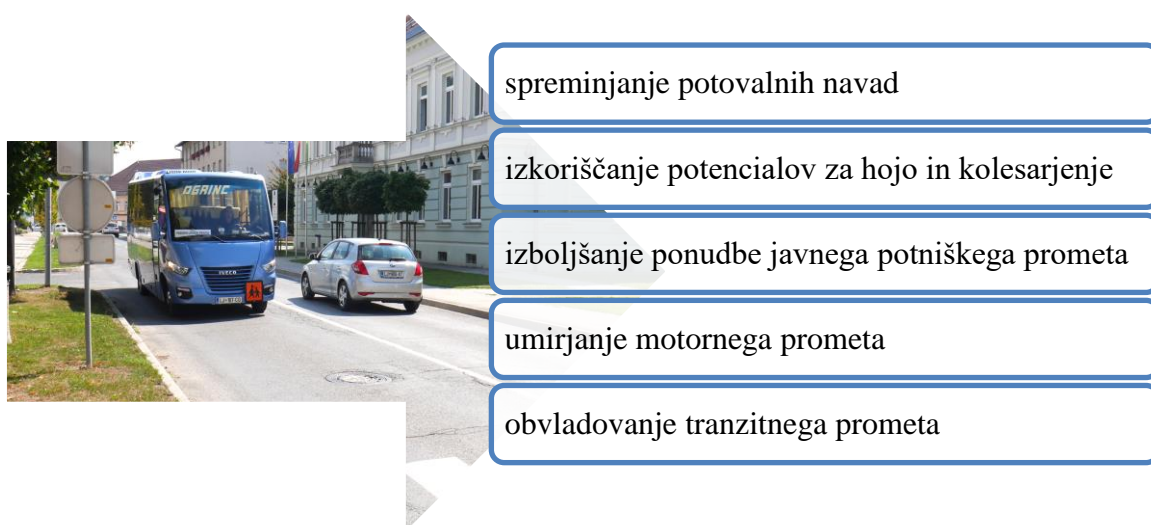 spreminjanje potovalnih navad
izkoriščanje potencialov za hojo in kolesarjenje
izboljšanje ponudbe javnega potniškega prometa
umirjanje motornega prometa
obvladovanje tranzitnega prometa
IVECO